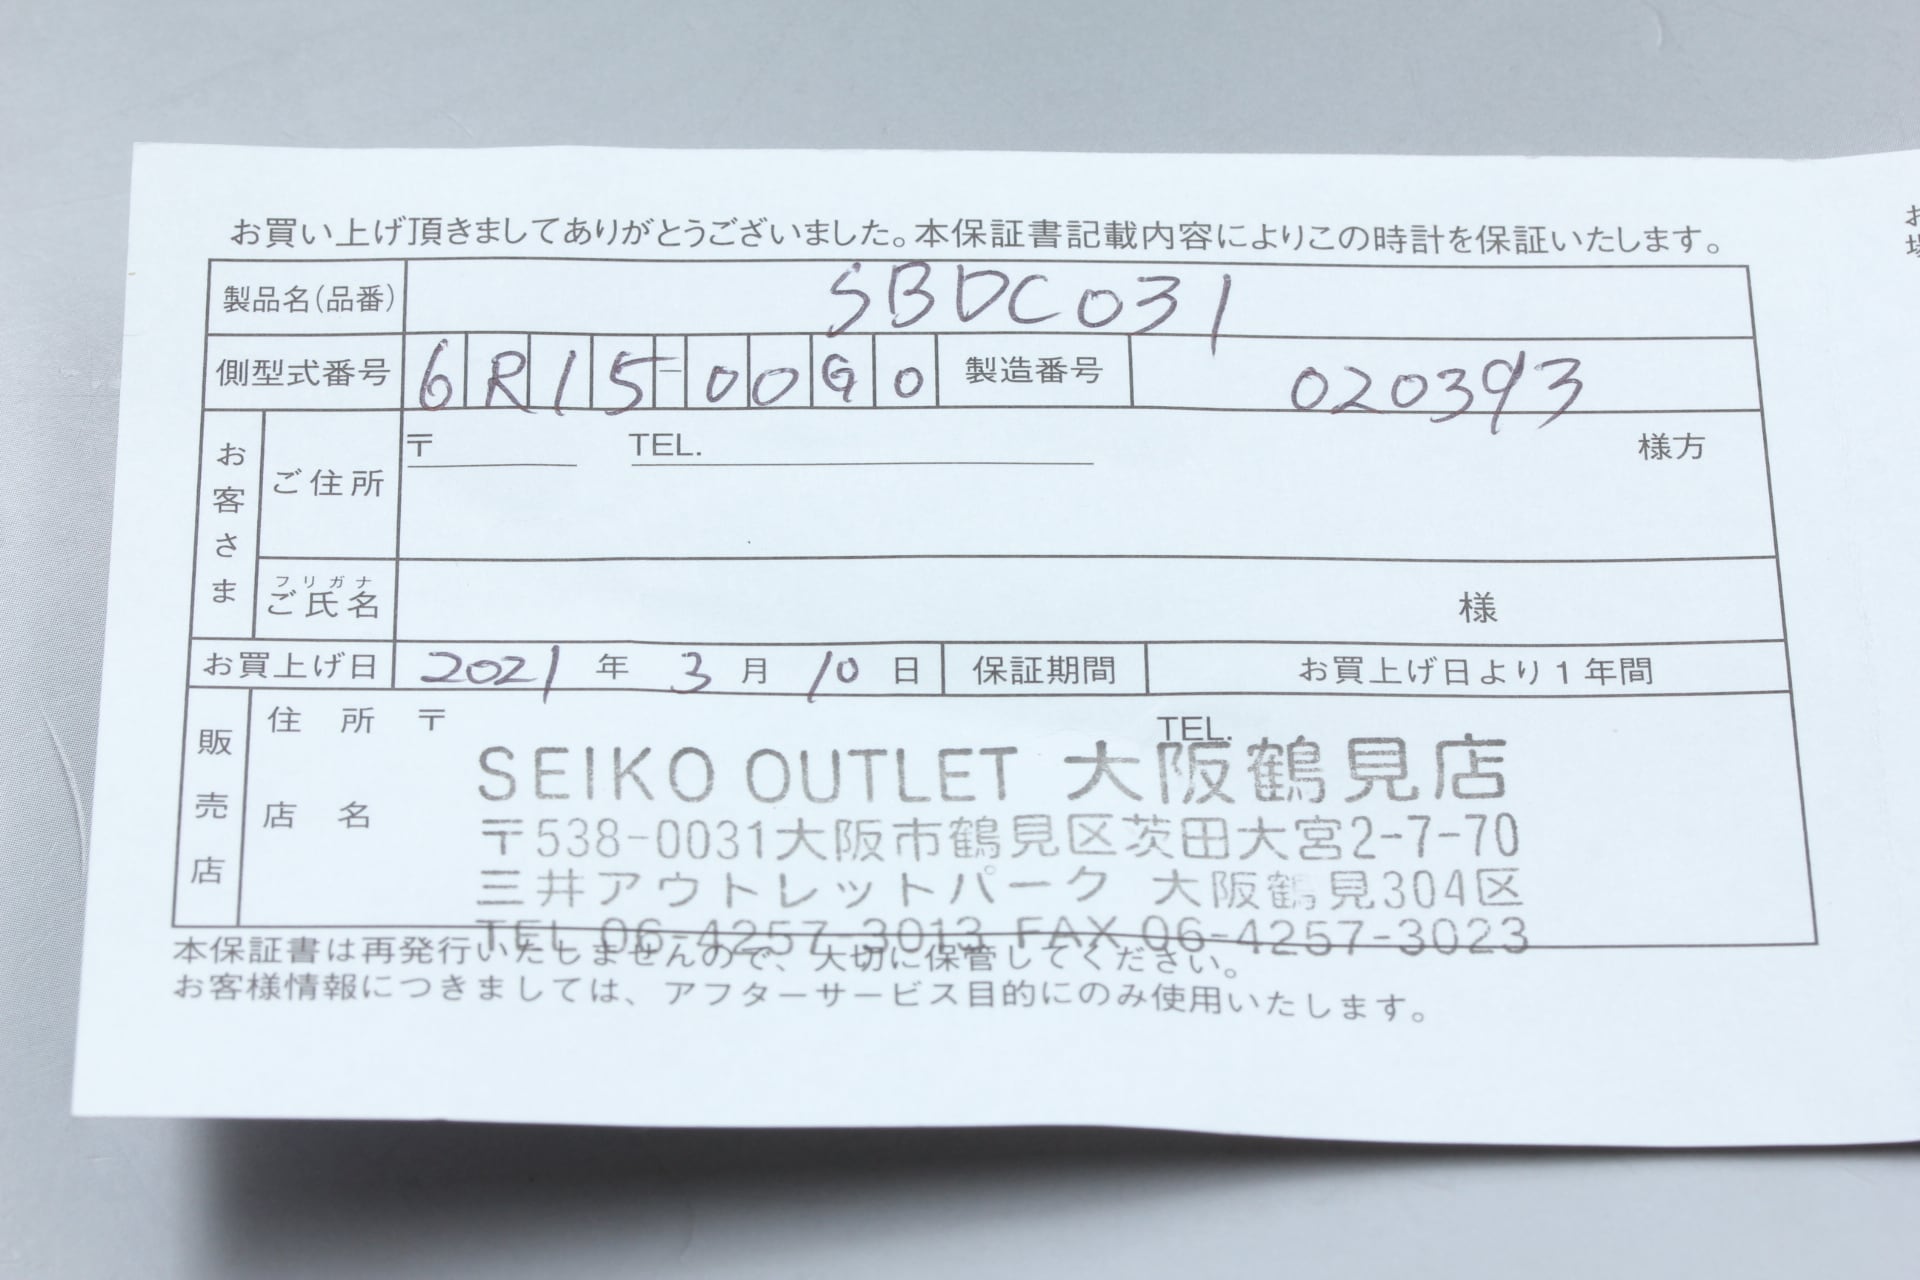 お買い上げ頂きましてありがとうございました。本保証書記載内容によりこの時計を保証いたします。
製品名(品番) SBDC031
側型式番号 6R15-00G0 製造番号 020393
お客さま
ご住所 〒 TEL. 様方
フリガナ
ご氏名 様
お買上げ日 2021 年 3 月 10 日 保証期間 お買上げ日より1年間
販売店
住所 〒 TEL.
店名
SEIKO OUTLET 大阪鶴見店
〒538-0031大阪市鶴見区茨田大宮2-7-70
三井アウトレットパーク 大阪鶴見304区
TEL 06-4257-3013 FAX 06-4257-3023
本保証書は再発行いたしませんので、大切に保管してください。
お客様情報につきましては、アフターサービス目的にのみ使用いたします。